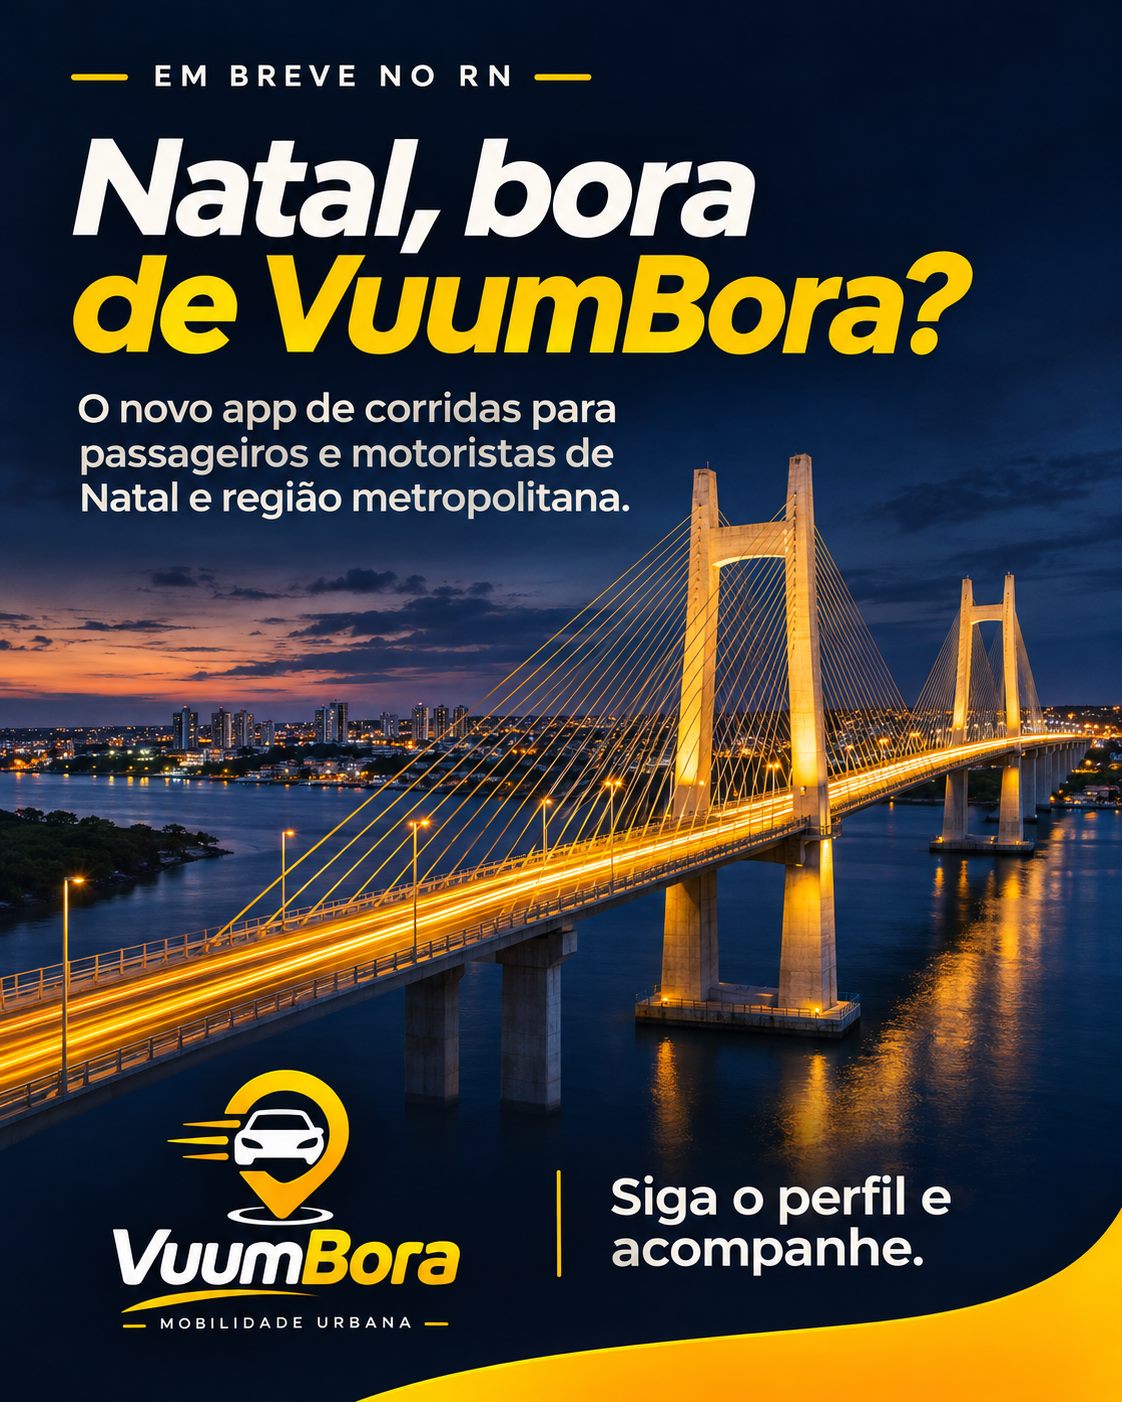 EM BREVE NO RN
Natal, bora
de VuumBora?
O novo app de corridas para
passageiros e motoristas de
Natal e região metropolitana.
VuumBora
MOBILIDADE URBANA
Siga o perfil e
acompanhe.